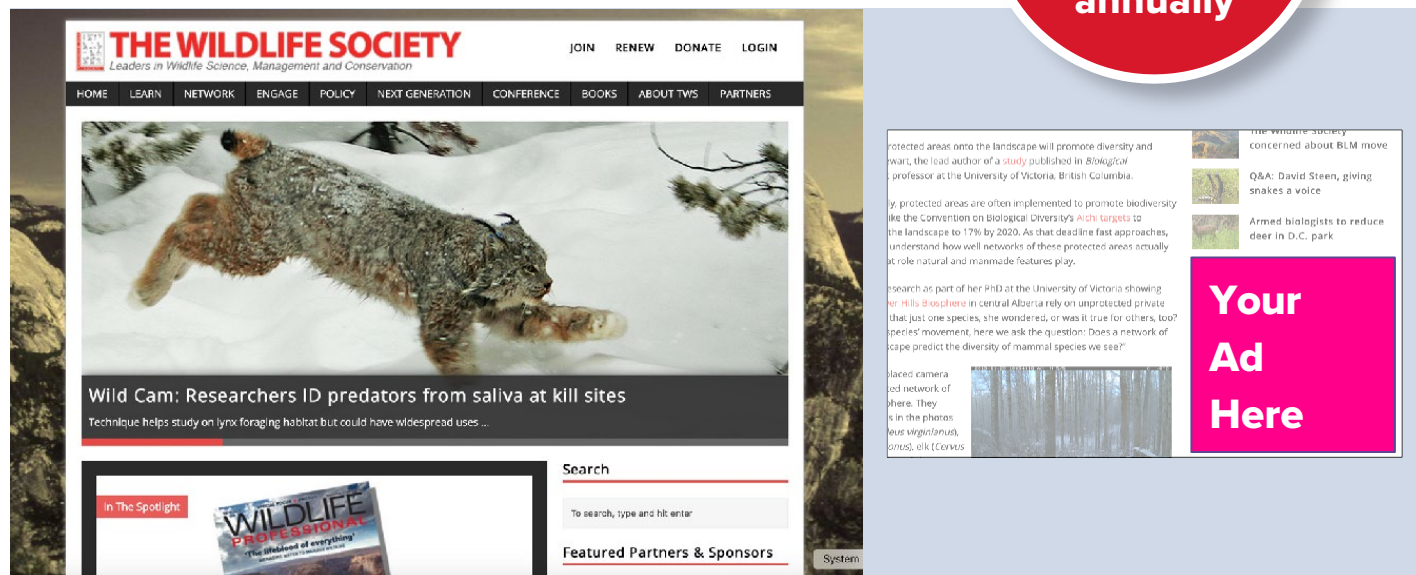 annually
THE WILDLIFE SOCIETY
Leaders in Wildlife Science, Management and Conservation
JOIN RENEW DONATE LOGIN
HOME LEARN NETWORK ENGAGE POLICY NEXT GENERATION CONFERENCE BOOKS ABOUT TWS PARTNERS
Wild Cam: Researchers ID predators from saliva at kill sites
Technique helps study on lynx foraging habitat but could have widespread uses ...
In The Spotlight
WILDLIFE
PROFESSIONAL
'The lifeblood of everything'
Search
To search, type and hit enter
Featured Partners & Sponsors
System
rotected areas onto the landscape will promote diversity and
wart, the lead author of a study published in Biological
professor at the University of Victoria, British Columbia.
ly, protected areas are often implemented to promote biodiversity
ike the Convention on Biological Diversity's Aichi targets to
the landscape to 17% by 2020. As that deadline fast approaches,
understand how well networks of these protected areas actually
at role natural and manmade features play.
esearch as part of her PhD at the University of Victoria showing
er Hills Biosphere in central Alberta rely on unprotected private
that just one species, she wondered, or was it true for others, too?
species' movement, here we ask the question: Does a network of
cape predict the diversity of mammal species we see?"
placed camera
ted network of
phere. They
s in the photos
leus virginianus),
onus), elk (Cervus
The Wildlife Society
concerned about BLM move
Q&A: David Steen, giving
snakes a voice
Armed biologists to reduce
deer in D.C. park
Your
Ad
Here